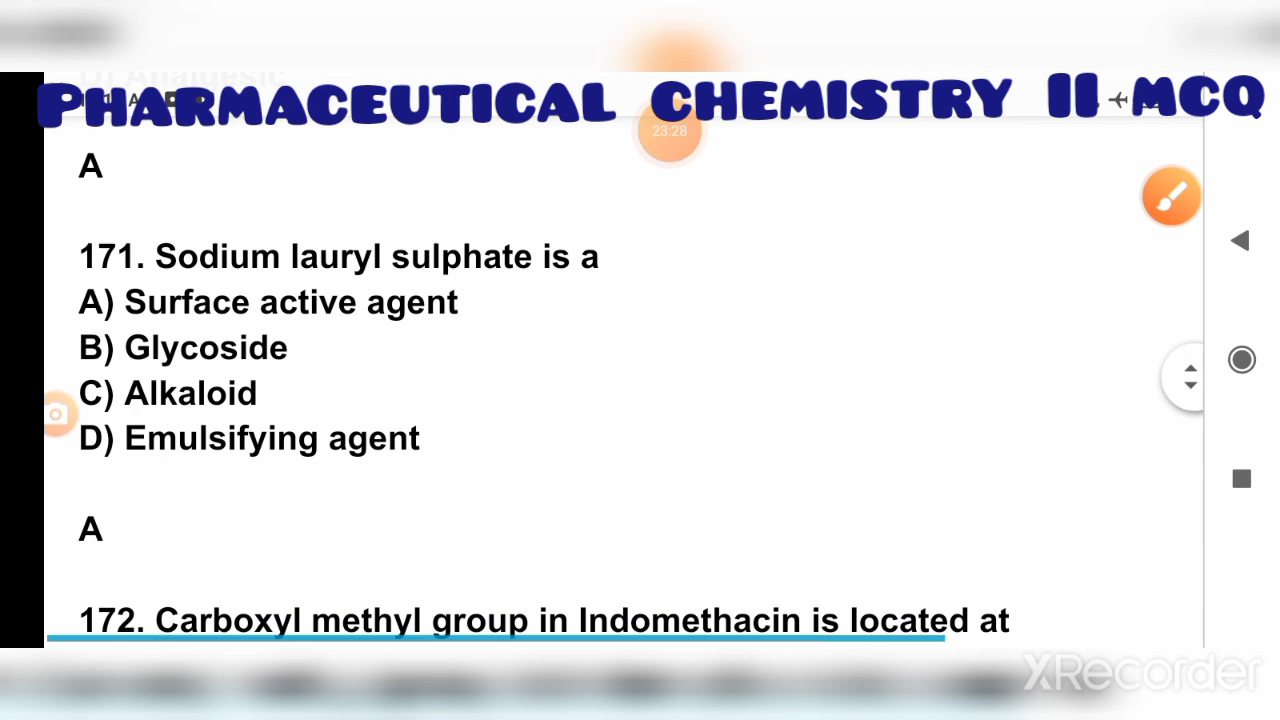 D) Analgesic
PHARMACEUTICAL CHEMISTRY II MCQ
23:28
A
171. Sodium lauryl sulphate is a
A) Surface active agent
B) Glycoside
C) Alkaloid
D) Emulsifying agent
A
172. Carboxyl methyl group in Indomethacin is located at
XRecorder